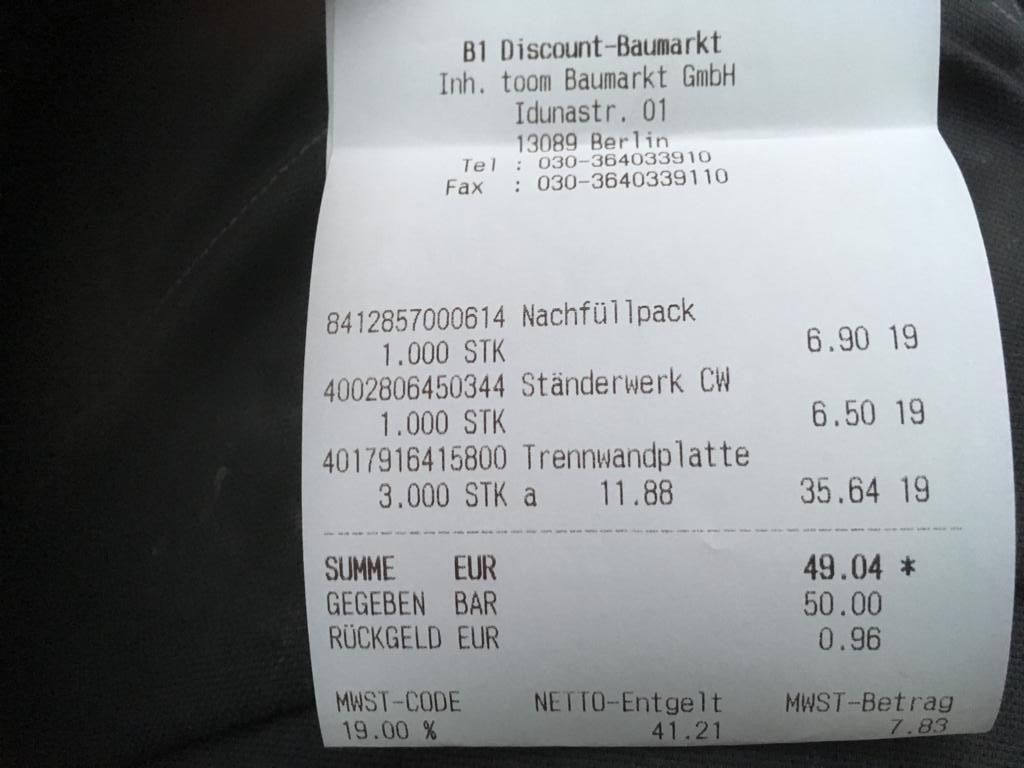 B1 Discount-Baumarkt
Inh. toom Baumarkt GmbH
Idunastr. 01
13089 Berlin
Tel : 030-364033910
Fax : 030-3640339110
8412857000614 Nachfüllpack
1.000 STK 6.90 19
4002806450344 Ständerwerk CW
1.000 STK 6.50 19
4017916415800 Trennwandplatte
3.000 STK a 11.88 35.64 19
SUMME EUR 49.04 *
GEGEBEN BAR 50.00
RÜCKGELD EUR 0.96
MWST-CODE NETTO-Entgelt MWST-Betrag
19.00 % 41.21 7.83